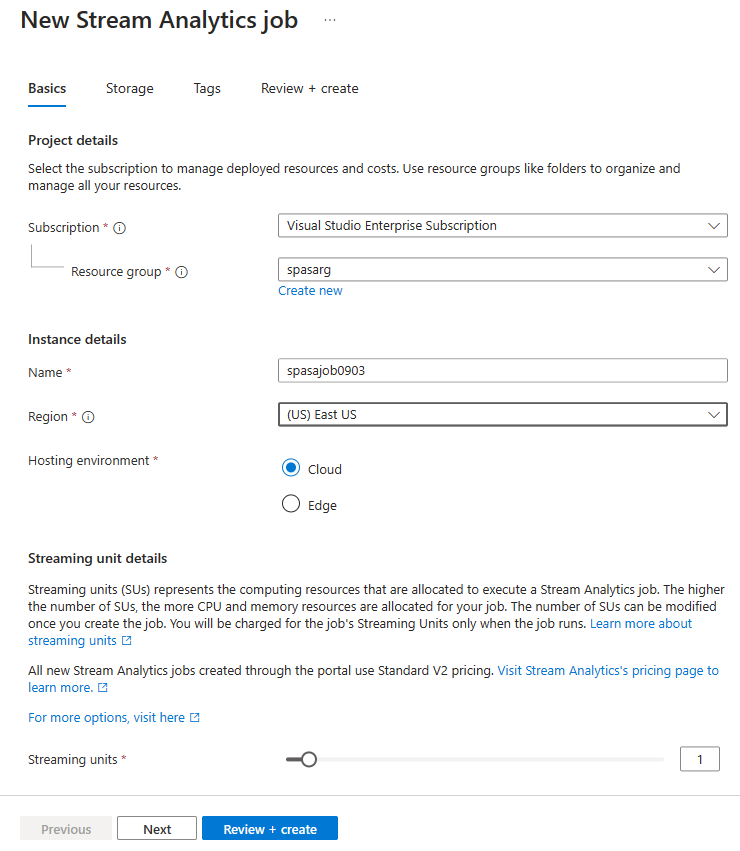 New Stream Analytics job ...
Basics Storage Tags Review + create
Project details
Select the subscription to manage deployed resources and costs. Use resource groups like folders to organize and
manage all your resources.
Subscription * Visual Studio Enterprise Subscription
Resource group * spasarg
Create new
Instance details
Name * spasajob0903
Region * (US) East US
Hosting environment *
Cloud
Edge
Streaming unit details
Streaming units (SUs) represents the computing resources that are allocated to execute a Stream Analytics job. The higher
the number of SUs, the more CPU and memory resources are allocated for your job. The number of SUs can be modified
once you create the job. You will be charged for the job's Streaming Units only when the job runs. Learn more about
streaming units
All new Stream Analytics jobs created through the portal use Standard V2 pricing. Visit Stream Analytics's pricing page to
learn more.
For more options, visit here
Streaming units * 1
Previous Next Review + create